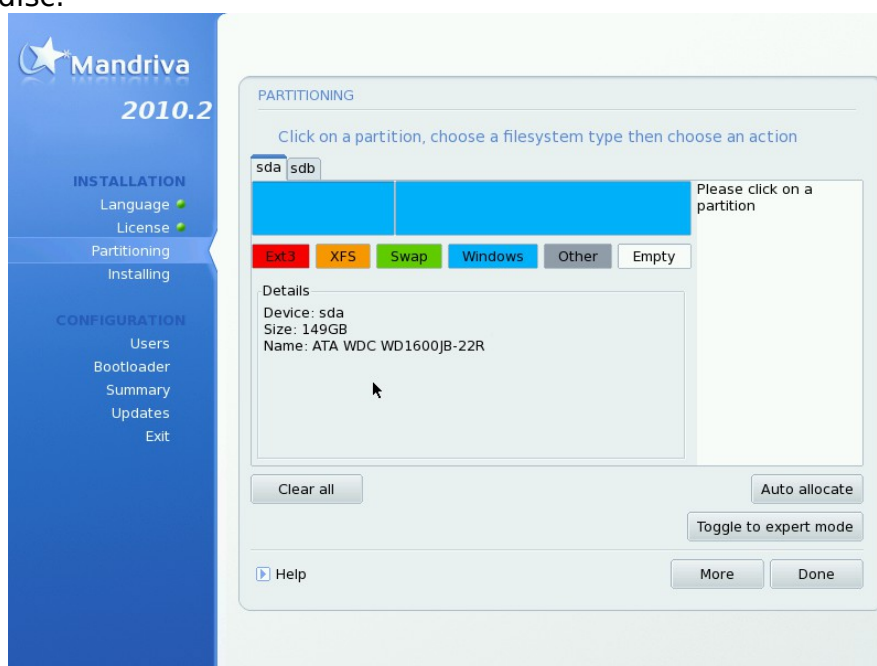 disc.
Mandriva
2010.2
INSTALLATION
Language
License
Partitioning
Installing
CONFIGURATION
Users
Bootloader
Summary
Updates
Exit
PARTITIONING
Click on a partition, choose a filesystem type then choose an action
sda sdb
Please click on a
partition
Ext3 XFS Swap Windows Other Empty
Details
Device: sda
Size: 149GB
Name: ATA WDC WD1600JB-22R
Clear all Auto allocate
Toggle to expert mode
Help More Done